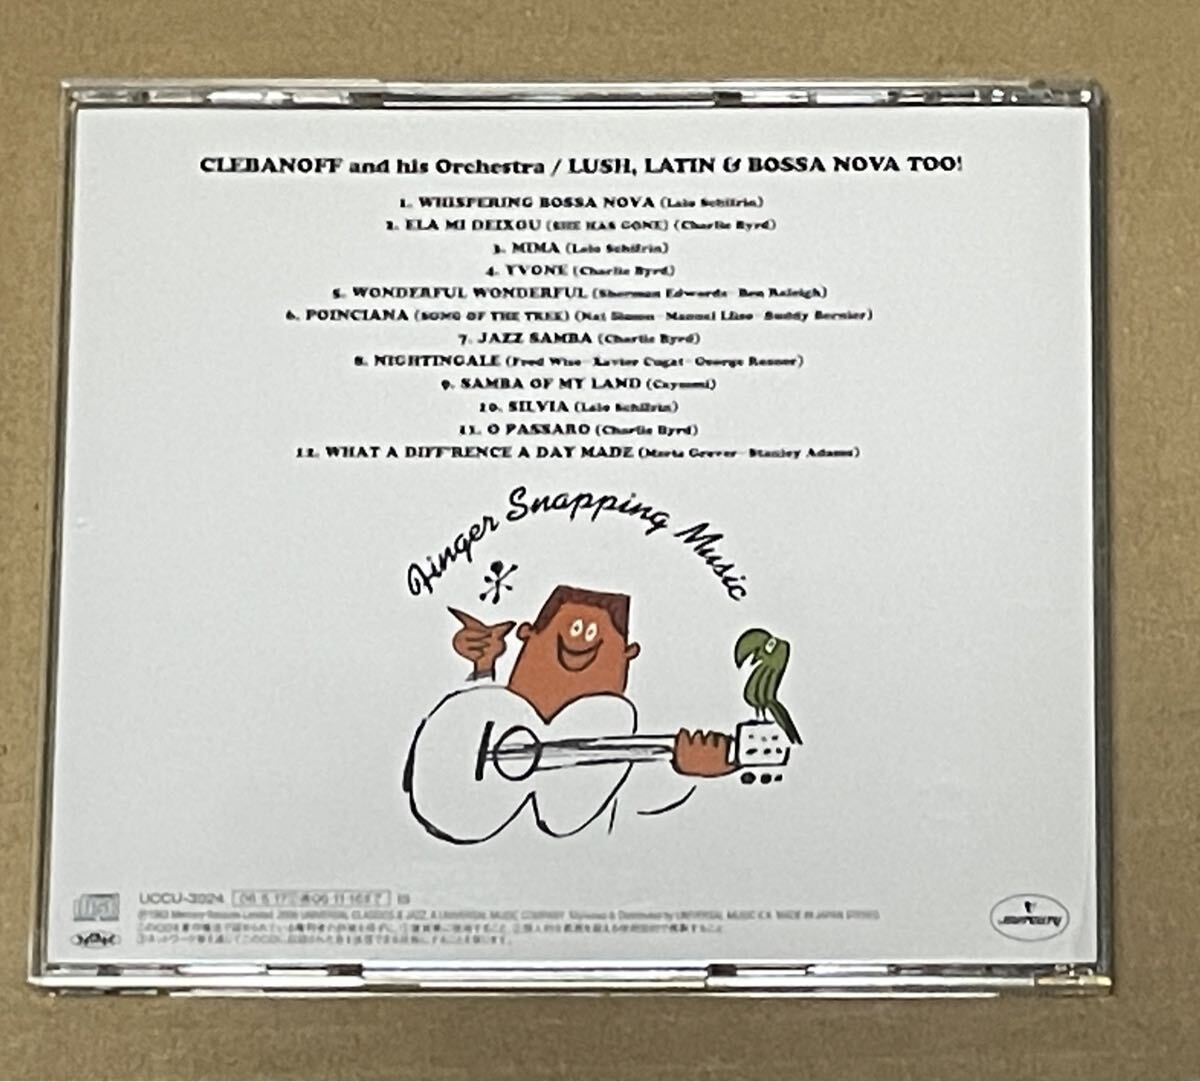 CLEBANOFF and his Orchestra / LUSH, LATIN & BOSSA NOVA TOO!
1. WHISPERING BOSSA NOVA (Lalo Schifrin)
2. ELA MI DEIXOU (SHE HAS GONE) (Charlie Byrd)
3. MIMA (Lalo Schifrin)
4. YVONE (Charlie Byrd)
5. WONDERFUL WONDERFUL (Sherman Edwards - Ben Raleigh)
6. POINCIANA (SONG OF THE TREE) (Nat Simon - Manuel Lliso - Buddy Bernier)
7. JAZZ SAMBA (Charlie Byrd)
8. NIGHTINGALE (Fred Wise - Xavier Cugat - George Rosner)
9. SAMBA OF MY LAND (Caymmi)
10. SILVIA (Lalo Schifrin)
11. O PASSARO (Charlie Byrd)
12. WHAT A DIFF'RENCE A DAY MADE (Maria Grever - Stanley Adams)
Finger Snapping Music
UCCU-3024
MERCURY